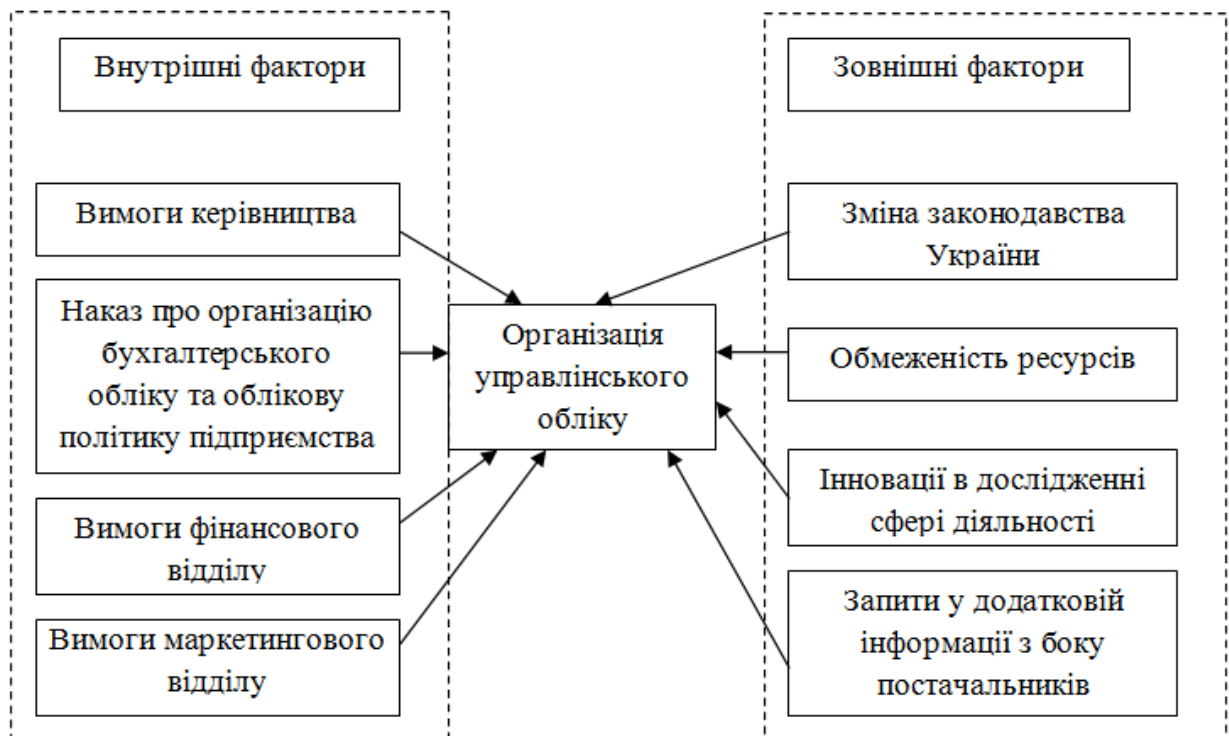 Внутрішні фактори
Вимоги керівництва
Наказ про організацію
бухгалтерського
обліку та облікову
політику підприємства
Вимоги фінансового
відділу
Вимоги маркетингового
відділу
Організація
управлінського
обліку
Зовнішні фактори
Зміна законодавства
України
Обмеженість ресурсів
Інновації в дослідженні
сфері діяльності
Запити у додатковій
інформації з боку
постачальників